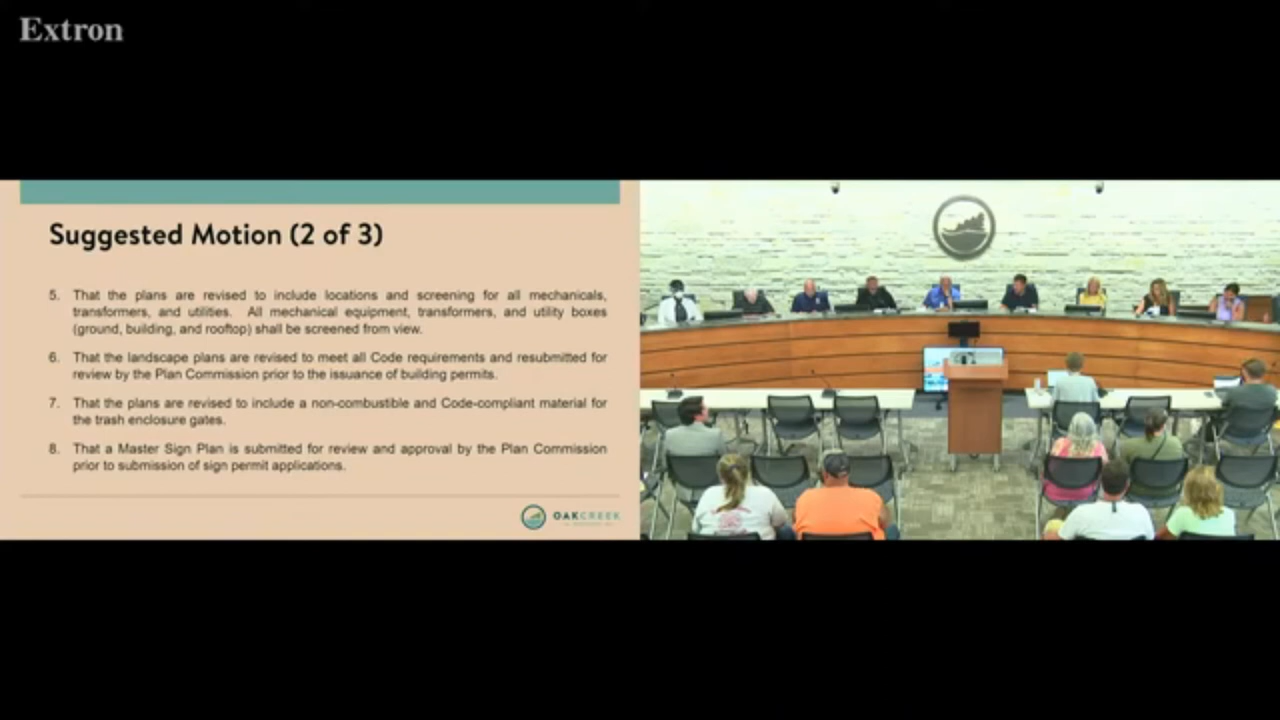 Extron
Suggested Motion (2 of 3)
5. That the plans are revised to include locations and screening for all mechanicals,
transformers, and utilities. All mechanical equipment, transformers, and utility boxes
(ground, building, and rooftop) shall be screened from view.
6. That the landscape plans are revised to meet all Code requirements and resubmitted for
review by the Plan Commission prior to the issuance of building permits.
7. That the plans are revised to include a non-combustible and Code-compliant material for
the trash enclosure gates.
8. That a Master Sign Plan is submitted for review and approval by the Plan Commission
prior to submission of sign permit applications.
OAKCREEK